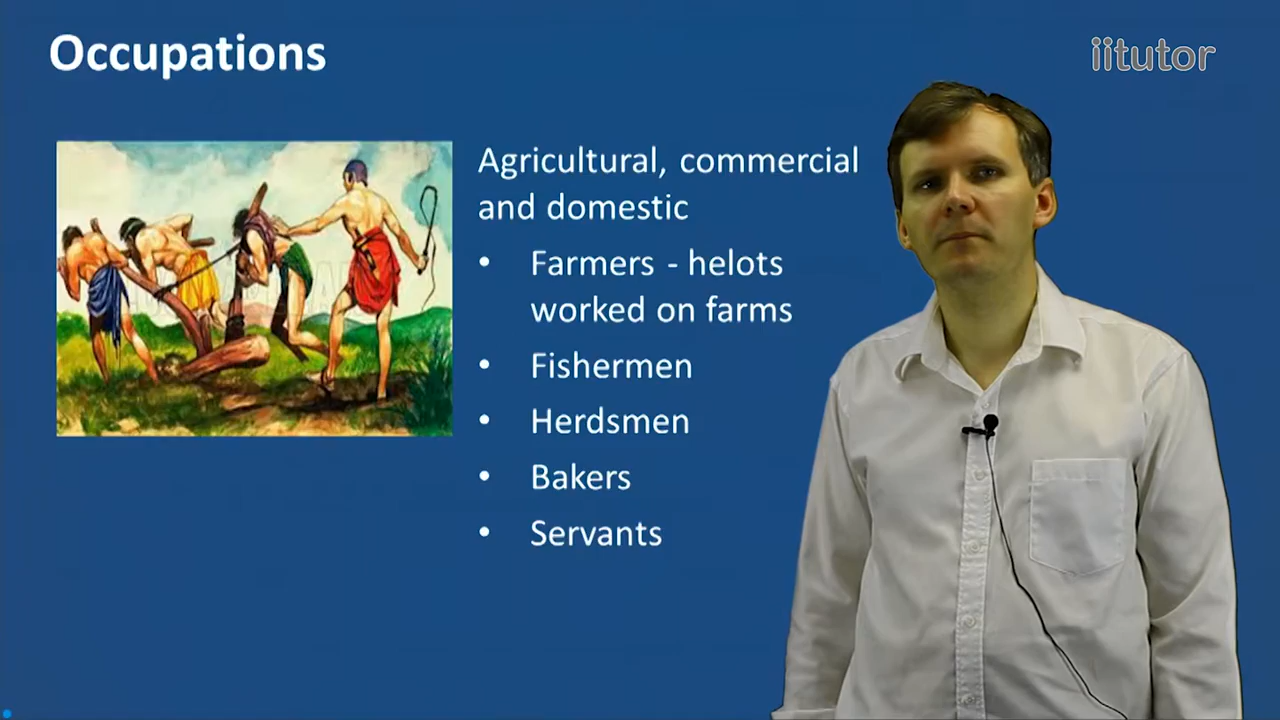 Occupations
iitutor
Agricultural, commercial
and domestic
• Farmers - helots
worked on farms
• Fishermen
• Herdsmen
• Bakers
• Servants